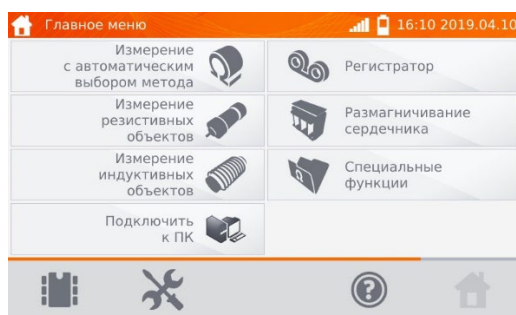 Главное меню
16:10 2019.04.10
Измерение
с автоматическим
выбором метода
Регистратор
Измерение
резистивных
объектов
Размагничивание
сердечника
Измерение
индуктивных
объектов
Специальные
функции
Подключить
к ПК